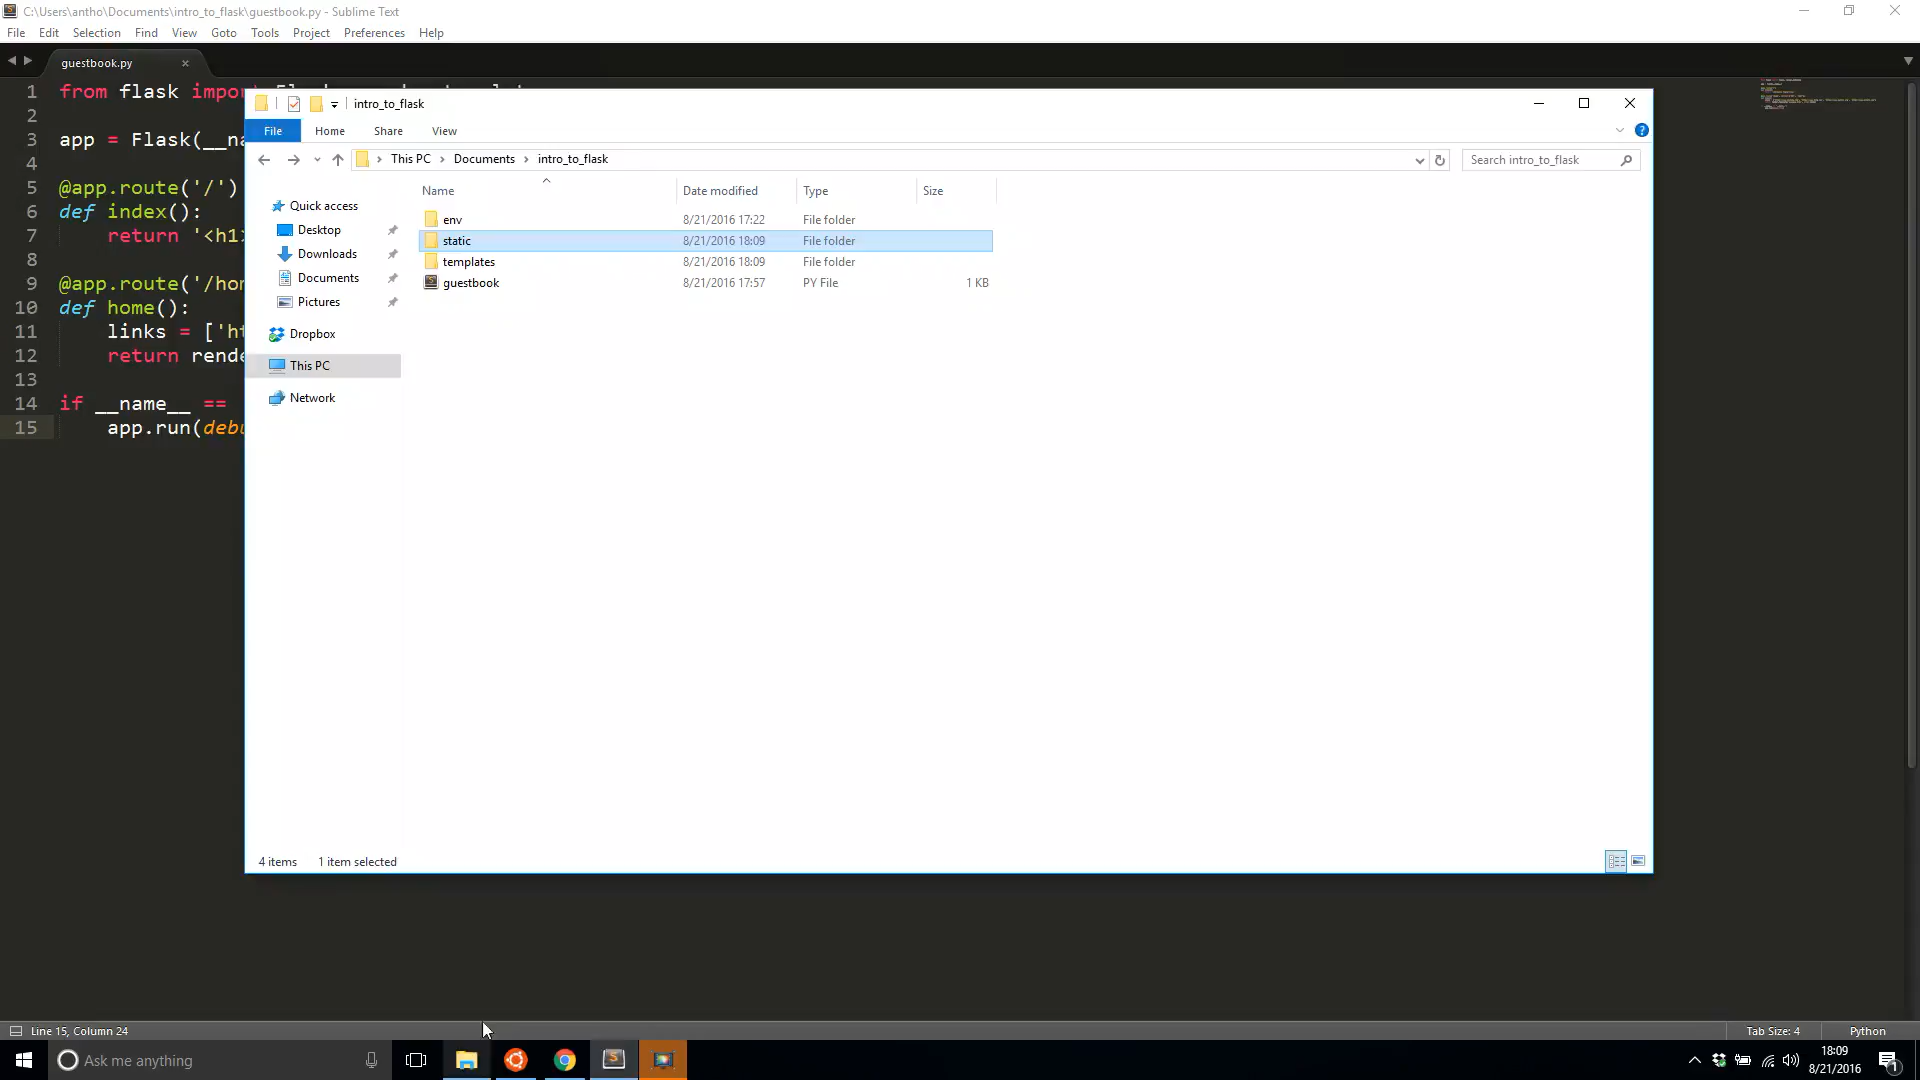 C:\Users\antho\Documents\intro_to_flask\guestbook.py - Sublime Text
File Edit Selection Find View Goto Tools Project Preferences Help
guestbook.py
1 from flask import
2
3 app = Flask(__na
4
5 @app.route('/')
6 def index():
7 return '<h1>
8
9 @app.route('/hom
10 def home():
11 links = ['ht
12 return rende
13
14 if __name__ ==
15 app.run(debu
intro_to_flask
File Home Share View
This PC > Documents > intro_to_flask
Search intro_to_flask
Quick access
Desktop
Downloads
Documents
Pictures
Dropbox
This PC
Network
Name Date modified Type Size
env 8/21/2016 17:22 File folder
static 8/21/2016 18:09 File folder
templates 8/21/2016 18:09 File folder
guestbook 8/21/2016 17:57 PY File 1 KB
4 items 1 item selected
Line 15, Column 24
Tab Size: 4 Python
Ask me anything
18:09
8/21/2016
1